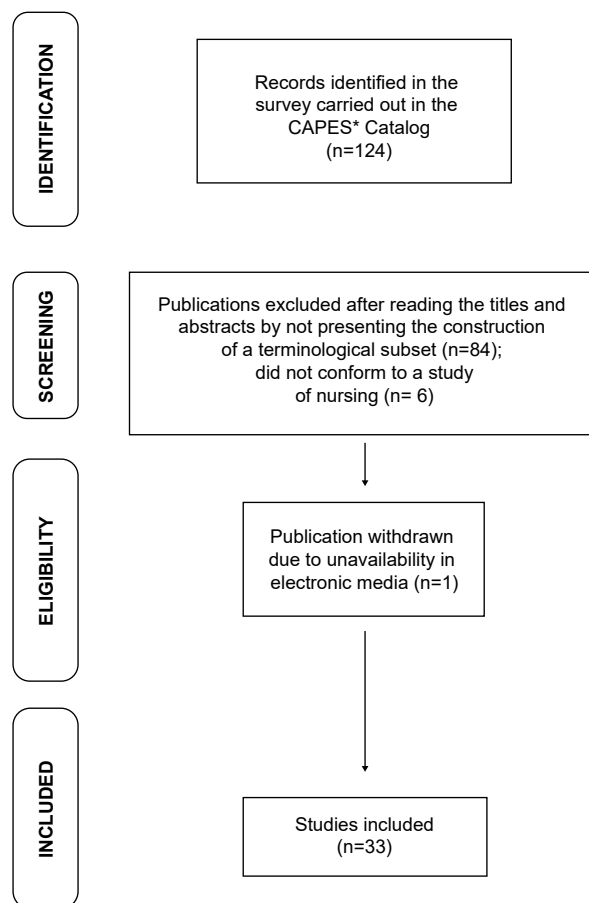 IDENTIFICATION
Records identified in the
survey carried out in the
CAPES* Catalog
(n=124)
SCREENING
Publications excluded after reading the titles and
abstracts by not presenting the construction
of a terminological subset (n=84);
did not conform to a study
of nursing (n= 6)
ELIGIBILITY
Publication withdrawn
due to unavailability in
electronic media (n=1)
INCLUDED
Studies included
(n=33)